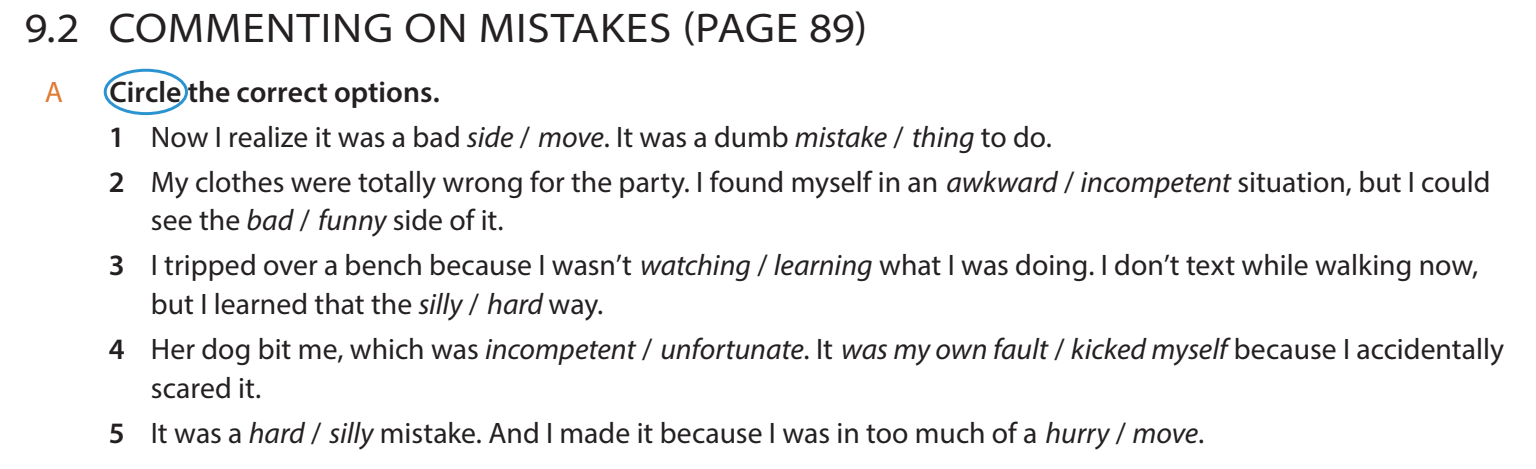 9.2 COMMENTING ON MISTAKES (PAGE 89)
A Circle the correct options.
1 Now I realize it was a bad side / move. It was a dumb mistake / thing to do.
2 My clothes were totally wrong for the party. I found myself in an awkward / incompetent situation, but I could
see the bad / funny side of it.
3 I tripped over a bench because I wasn't watching / learning what I was doing. I don't text while walking now,
but I learned that the silly / hard way.
4 Her dog bit me, which was incompetent / unfortunate. It was my own fault / kicked myself because I accidentally
scared it.
5 It was a hard / silly mistake. And I made it because I was in too much of a hurry / move.